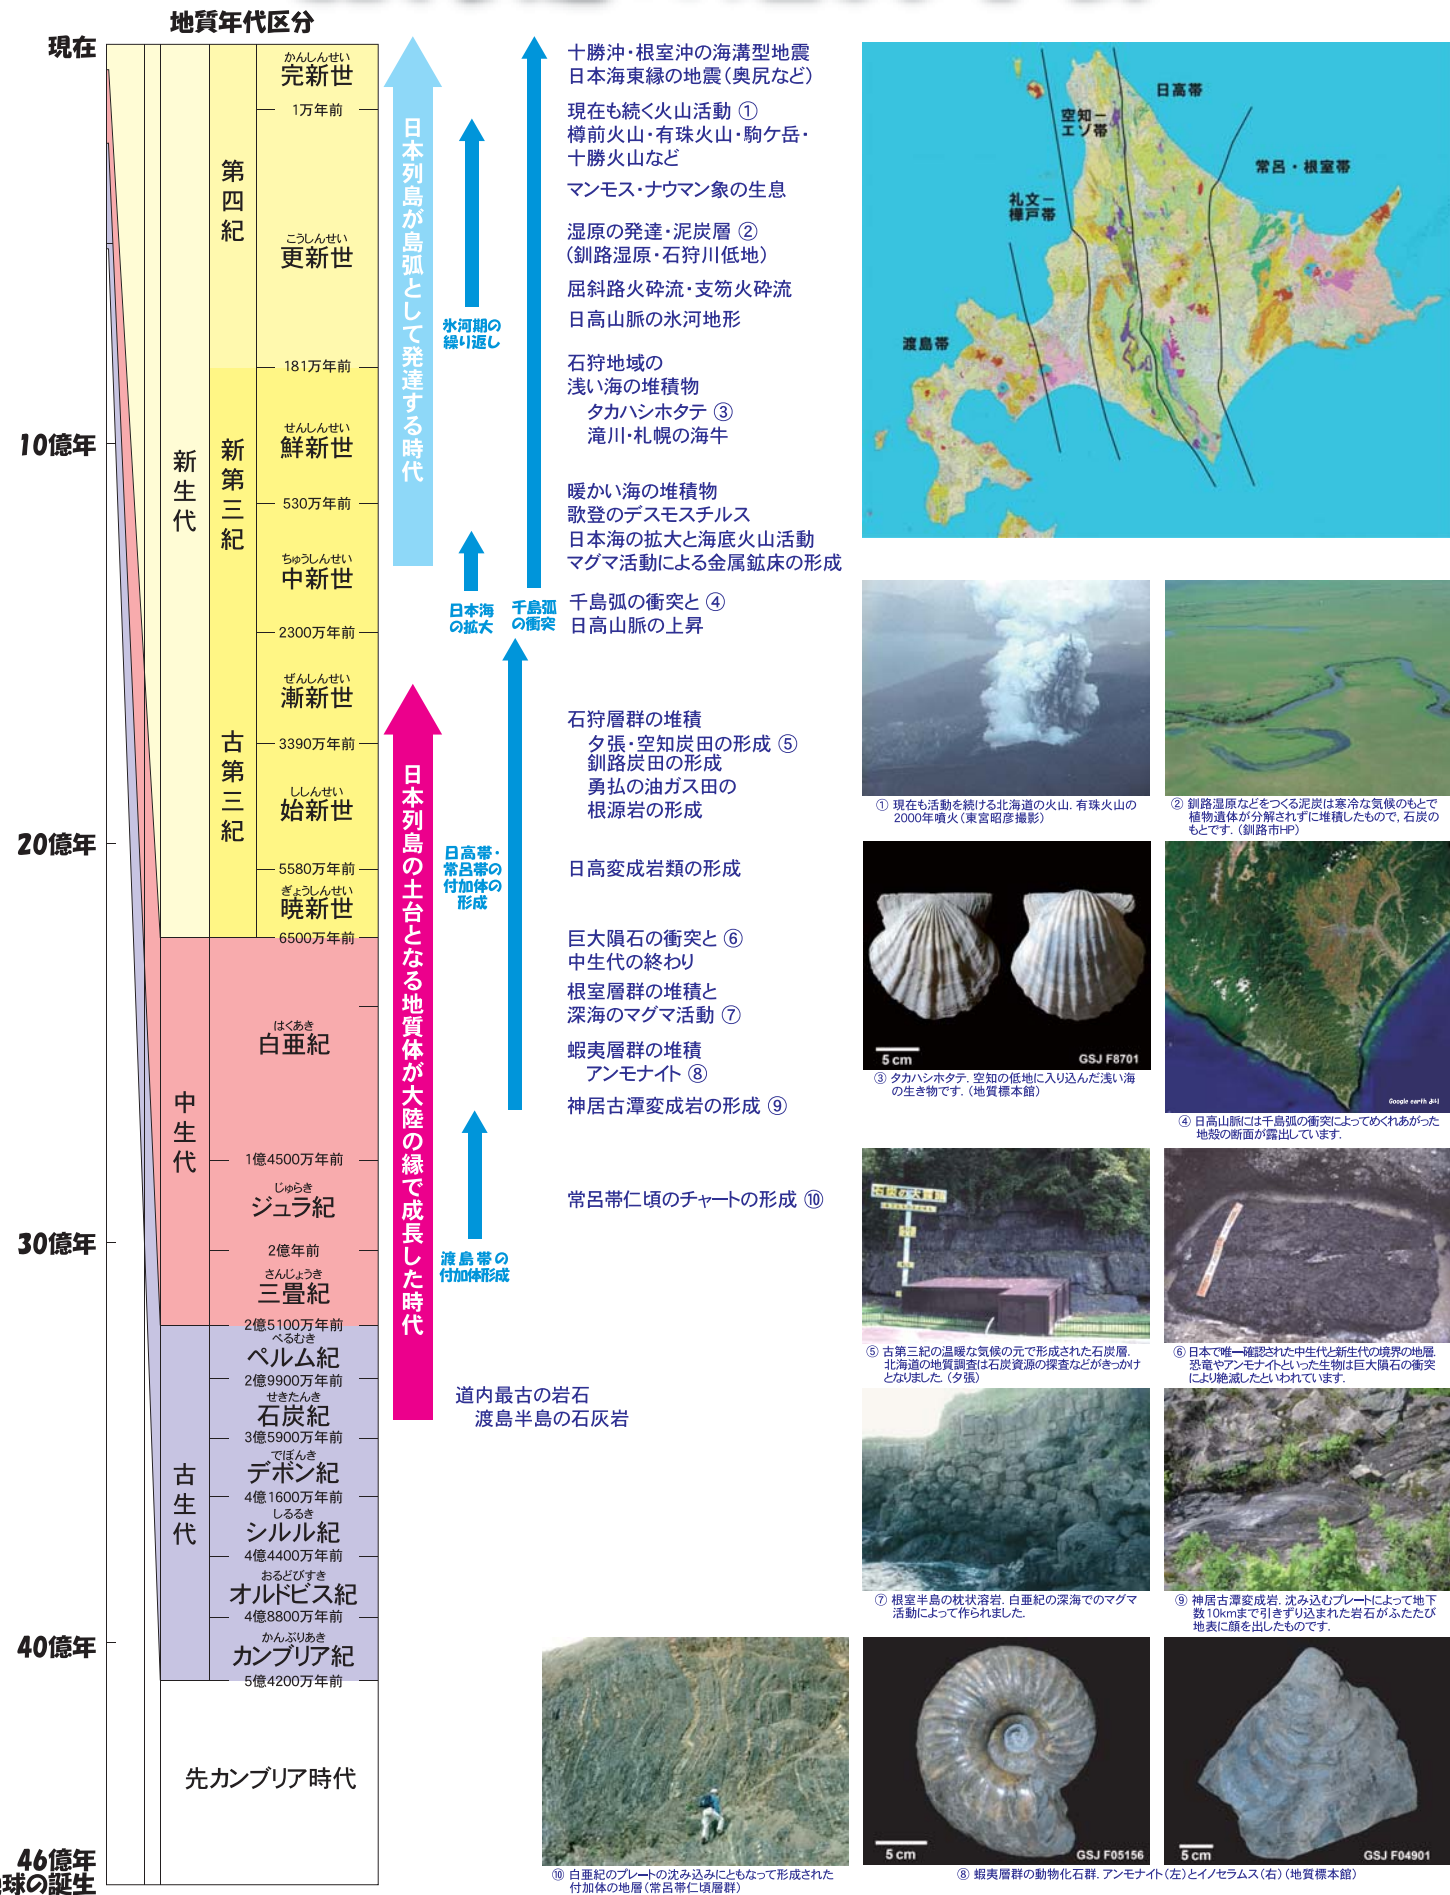 地質年代区分
現在
10億年
20億年
30億年
40億年
46億年
球の誕生
新生代
中生代
古生代
先カンブリア時代
第四紀
新第三紀
古第三紀
かんしんせい
完新世
1万年前
こうしんせい
更新世
181万年前
せんしんせい
鮮新世
530万年前
ちゅうしんせい
中新世
2300万年前
ぜんしんせい
漸新世
3390万年前
ししんせい
始新世
5580万年前
ぎょうしんせい
暁新世
6500万年前
はくあき
白亜紀
1億4500万年前
じゅらき
ジュラ紀
2億年前
さんじょうき
三畳紀
2億5100万年前
ぺるむき
ペルム紀
2億9900万年前
せきたんき
石炭紀
3億5900万年前
でぼんき
デボン紀
4億1600万年前
しるるき
シルル紀
4億4400万年前
おるどびすき
オルドビス紀
4億8800万年前
かんぶりあき
カンブリア紀
5億4200万年前
日本列島が島弧として発達する時代
日本列島の土台となる地質体が大陸の縁で成長した時代
氷河期の
繰り返し
日本海
の拡大
千島弧
の衝突
日高帯・
常呂帯の
付加体の
形成
渡島帯の
付加体形成
十勝沖・根室沖の海溝型地震
日本海東縁の地震(奥尻など)
現在も続く火山活動 ①
樽前火山・有珠火山・駒ケ岳・
十勝火山など
マンモス・ナウマン象の生息
湿原の発達・泥炭層 ②
(釧路湿原・石狩川低地)
屈斜路火砕流・支笏火砕流
日高山脈の氷河地形
石狩地域の
浅い海の堆積物
タカハシホタテ ③
滝川・札幌の海牛
暖かい海の堆積物
歌登のデスモスチルス
日本海の拡大と海底火山活動
マグマ活動による金属鉱床の形成
千島弧の衝突と ④
日高山脈の上昇
石狩層群の堆積
夕張・空知炭田の形成 ⑤
釧路炭田の形成
勇払の油ガス田の
根源岩の形成
日高変成岩類の形成
巨大隕石の衝突と ⑥
中生代の終わり
根室層群の堆積と
深海のマグマ活動 ⑦
蝦夷層群の堆積
アンモナイト ⑧
神居古潭変成岩の形成 ⑨
常呂帯仁頃のチャートの形成 ⑩
道内最古の岩石
渡島半島の石灰岩
日高帯
空知－
エゾ帯
常呂・根室帯
礼文－
樺戸帯
渡島帯
① 現在も活動を続ける北海道の火山. 有珠火山の
2000年噴火(東宮昭彦撮影)
② 釧路湿原などをつくる泥炭は寒冷な気候のもとで
植物遺体が分解されずに堆積したもので, 石炭の
もとです. (釧路市HP)
5 cm
GSJ F8701
③ タカハシホタテ. 空知の低地に入り込んだ浅い海
の生き物です. (地質標本館)
Google earth より
④ 日高山脈には千島弧の衝突によってめくれあがった
地殻の断面が露出しています.
⑤ 古第三紀の温暖な気候の元で形成された石炭層.
北海道の地質調査は石炭資源の探査などがきっかけ
となりました. (夕張)
⑥ 日本で唯一確認された中生代と新生代の境界の地層.
恐竜やアンモナイトといった生物は巨大隕石の衝突
により絶滅したといわれています.
⑦ 根室半島の枕状溶岩. 白亜紀の深海でのマグマ
活動によって作られました.
⑨ 神居古潭変成岩. 沈み込むプレートによって地下
数10kmまで引きずり込まれた岩石がふたたび
地表に顔を出したものです.
⑩ 白亜紀のプレートの沈み込みにともなって形成された
付加体の地層(常呂帯仁頃層群)
5 cm
GSJ F05156
5 cm
GSJ F04901
⑧ 蝦夷層群の動物化石群. アンモナイト(左)とイノセラムス(右)(地質標本館)